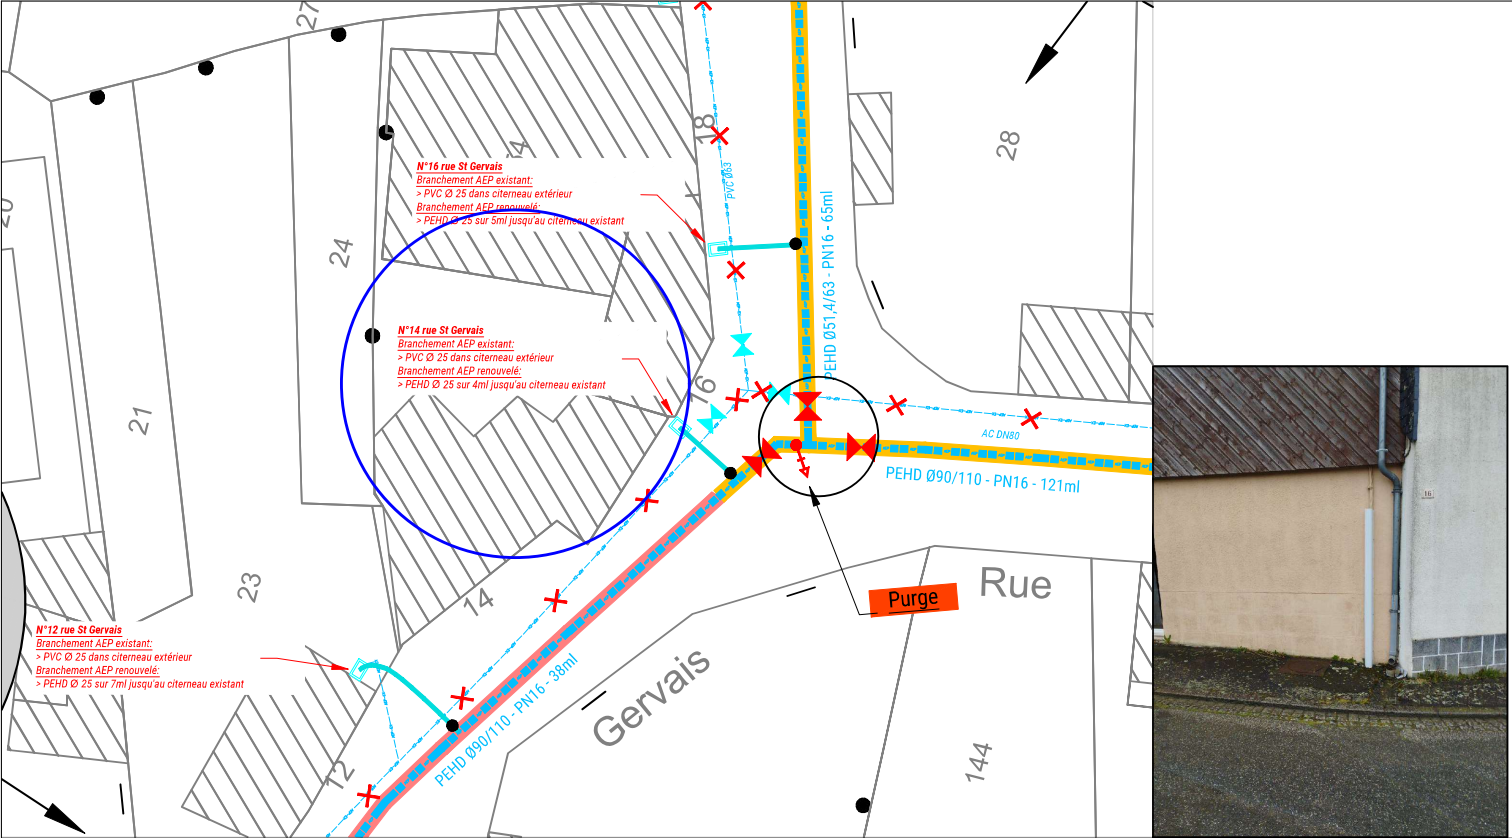 27
18
28
N°16 rue St Gervais
Branchement AEP existant:
> PVC Ø 25 dans citerneau extérieur
Branchement AEP renouvelé:
> PEHD Ø 25 sur 5ml jusqu'au citerneau existant
PVC Ø63
PEHD Ø51,4/63 - PN16 - 65ml
24
N°14 rue St Gervais
Branchement AEP existant:
> PVC Ø 25 dans citerneau extérieur
Branchement AEP renouvelé:
> PEHD Ø 25 sur 4ml jusqu'au citerneau existant
16
21
AC DN80
PEHD Ø90/110 - PN16 - 121ml
16
23
14
Purge
Rue
N°12 rue St Gervais
Branchement AEP existant:
> PVC Ø 25 dans citerneau extérieur
Branchement AEP renouvelé:
> PEHD Ø 25 sur 7ml jusqu'au citerneau existant
PEHD Ø90/110 - PN16 - 38ml
Gervais
12
144